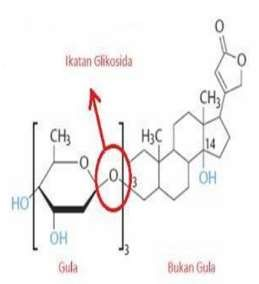 O
O
Ikatan Glikosida
CH₃
CH₃
H₃C
14
O
O
3
OH
HO
OH
3
Gula
Bukan Gula